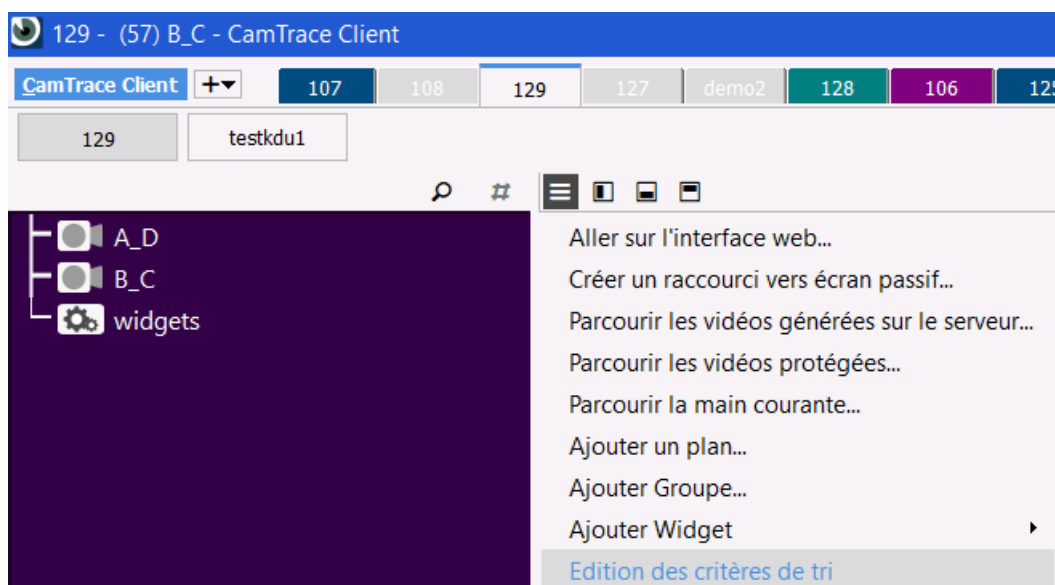 129 - (57) B_C - CamTrace Client
CamTrace Client 107 108 129 127 demo2 128 106 125
129 testkdu1
A_D
B_C
widgets
Aller sur l'interface web...
Créer un raccourci vers écran passif...
Parcourir les vidéos générées sur le serveur...
Parcourir les vidéos protégées...
Parcourir la main courante...
Ajouter un plan...
Ajouter Groupe...
Ajouter Widget
Edition des critères de tri